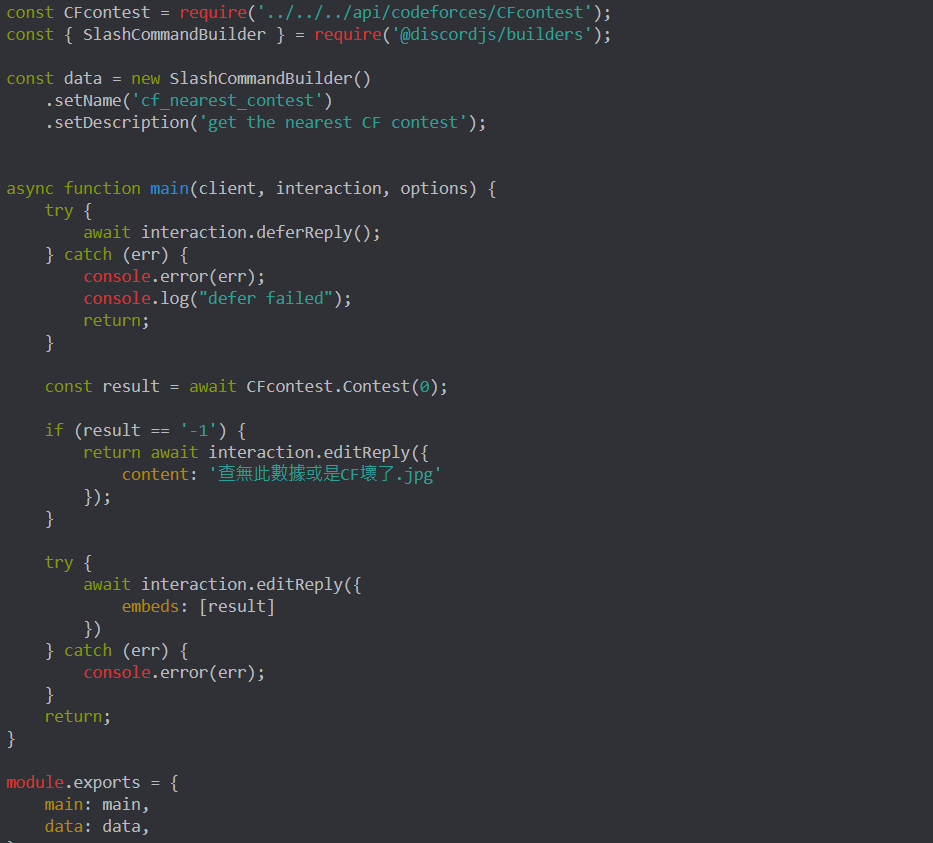 const CFcontest = require('../../../api/codeforces/CFcontest');
const { SlashCommandBuilder } = require('@discordjs/builders');

const data = new SlashCommandBuilder()
    .setName('cf_nearest_contest')
    .setDescription('get the nearest CF contest');


async function main(client, interaction, options) {
    try {
        await interaction.deferReply();
    } catch (err) {
        console.error(err);
        console.log("defer failed");
        return;
    }

    const result = await CFcontest.Contest(0);

    if (result == '-1') {
        return await interaction.editReply({
            content: '查無此數據或是CF壞了.jpg'
        });
    }

    try {
        await interaction.editReply({
            embeds: [result]
        })
    } catch (err) {
        console.error(err);
    }
    return;
}

module.exports = {
    main: main,
    data: data,